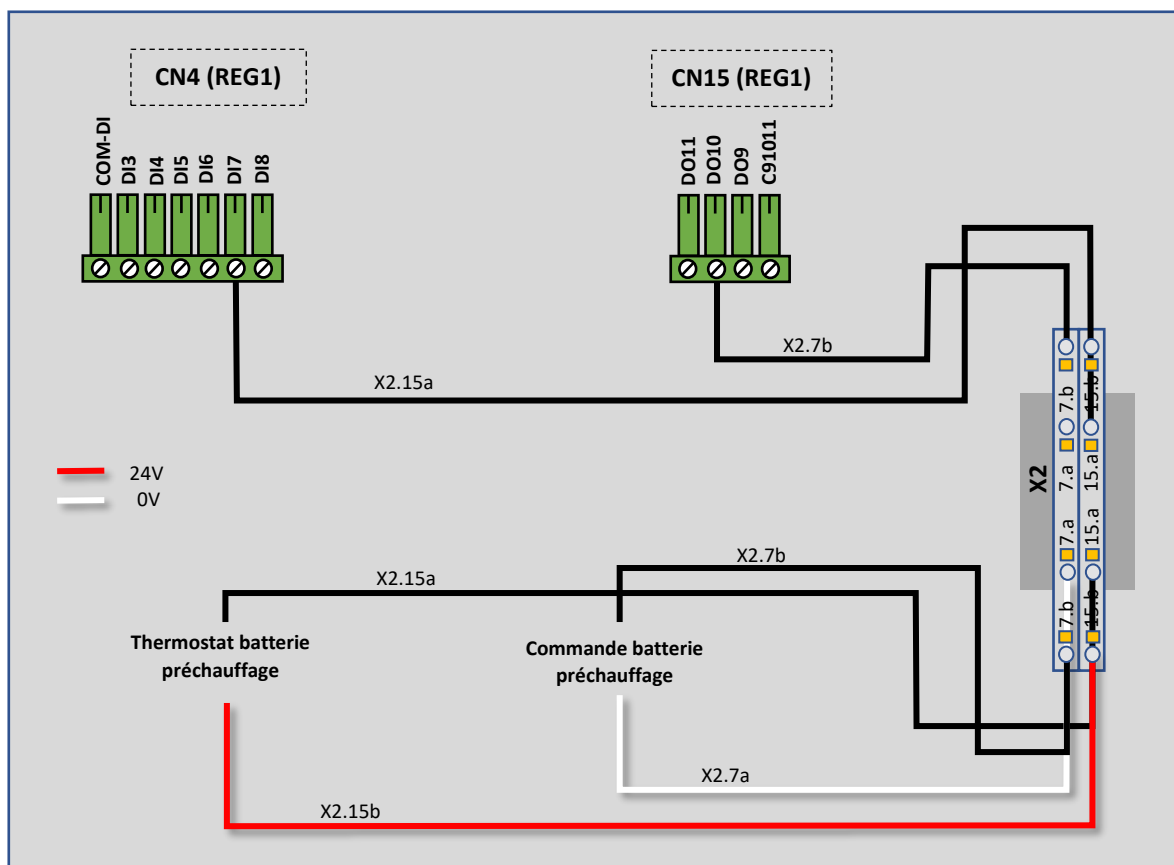 CN4 (REG1)
CN15 (REG1)
COM-DI
DI3
DI4
DI5
DI6
DI7
DI8
DO11
DO10
DO9
C91011
X2.7b
X2.15a
7.b
15.b
24V
0V
X2
7.a
15.a
7.a
15.a
X2.7b
X2.15a
7.b
15.b
Thermostat batterie
préchauffage
Commande batterie
préchauffage
X2.7a
X2.15b